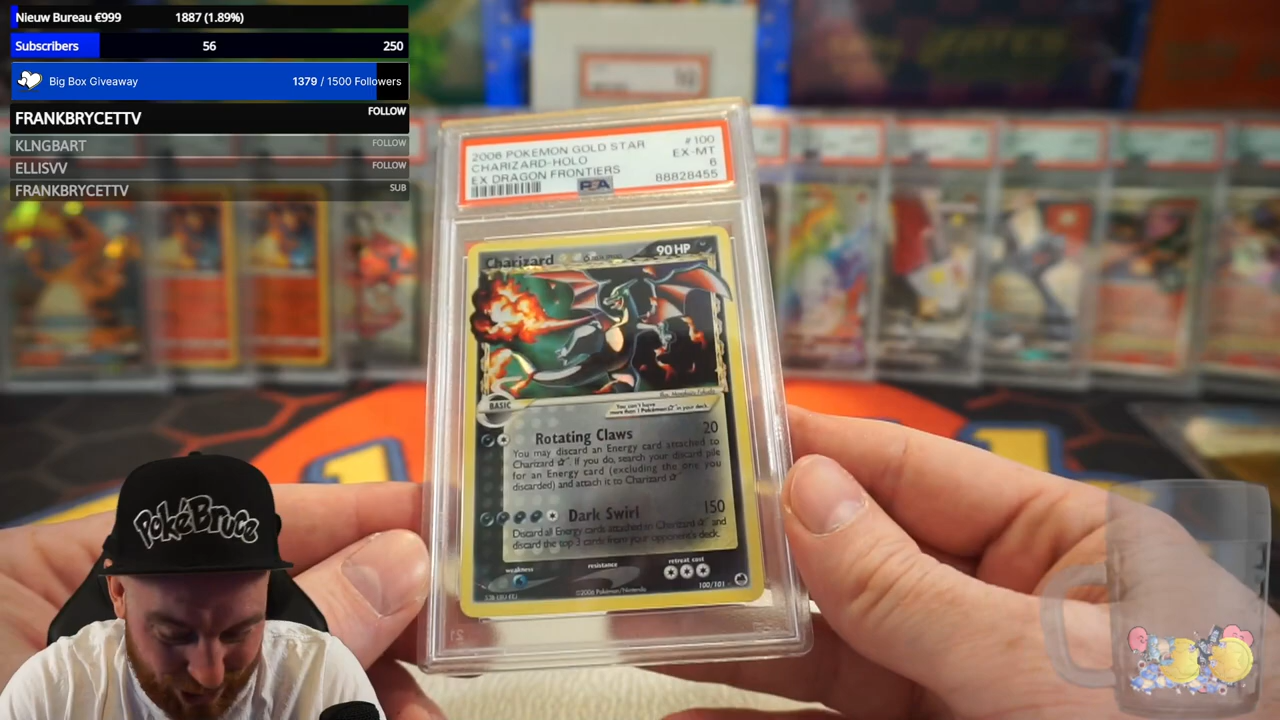 Nieuw Bureau €999 1887 (1.89%)
Subscribers 56 250
Big Box Giveaway 1379 / 1500 Followers
FRANKBRYCETTV FOLLOW
KLNGBART FOLLOW
ELLISVV FOLLOW
FRANKBRYCETTV SUB
2006 POKEMON GOLD STAR #100
CHARIZARD-HOLO EX-MT
EX DRAGON FRONTIERS 6
PSA 88828455
Charizard 90 HP
BASIC
You can't have
more than 1 Pokémon ☆ in your deck.
Rotating Claws 20
You may discard an Energy card attached to
Charizard ☆. If you do, search your discard pile
for an Energy card (excluding the one you
discarded) and attach it to Charizard ☆.
Dark Swirl 150
Discard all Energy cards attached to Charizard ☆ and
discard the top 3 cards from your opponent's deck.
weakness resistance retreat cost
©2006 Pokémon/Nintendo 100/101
PokéBruce
10